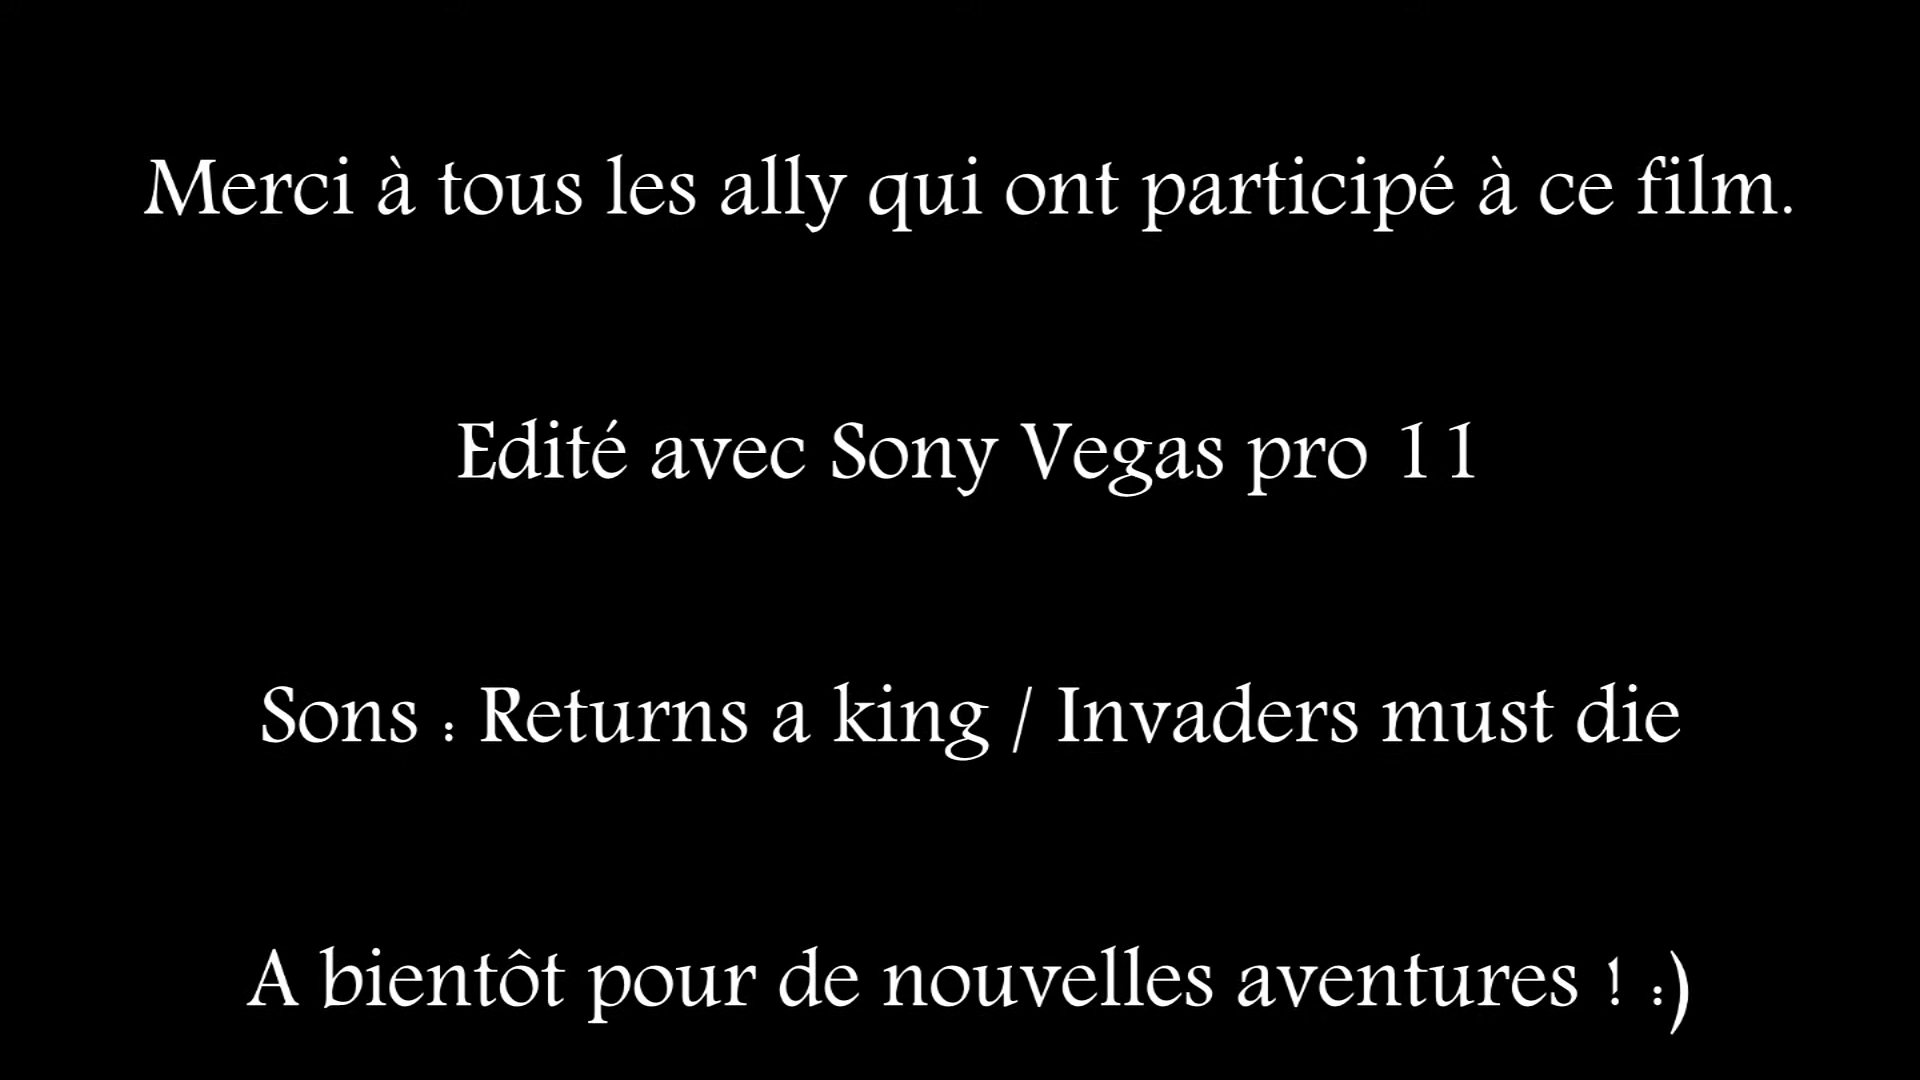 Merci à tous les ally qui ont participé à ce film.
Edité avec Sony Vegas pro 11
Sons : Returns a king / Invaders must die
A bientôt pour de nouvelles aventures ! :)